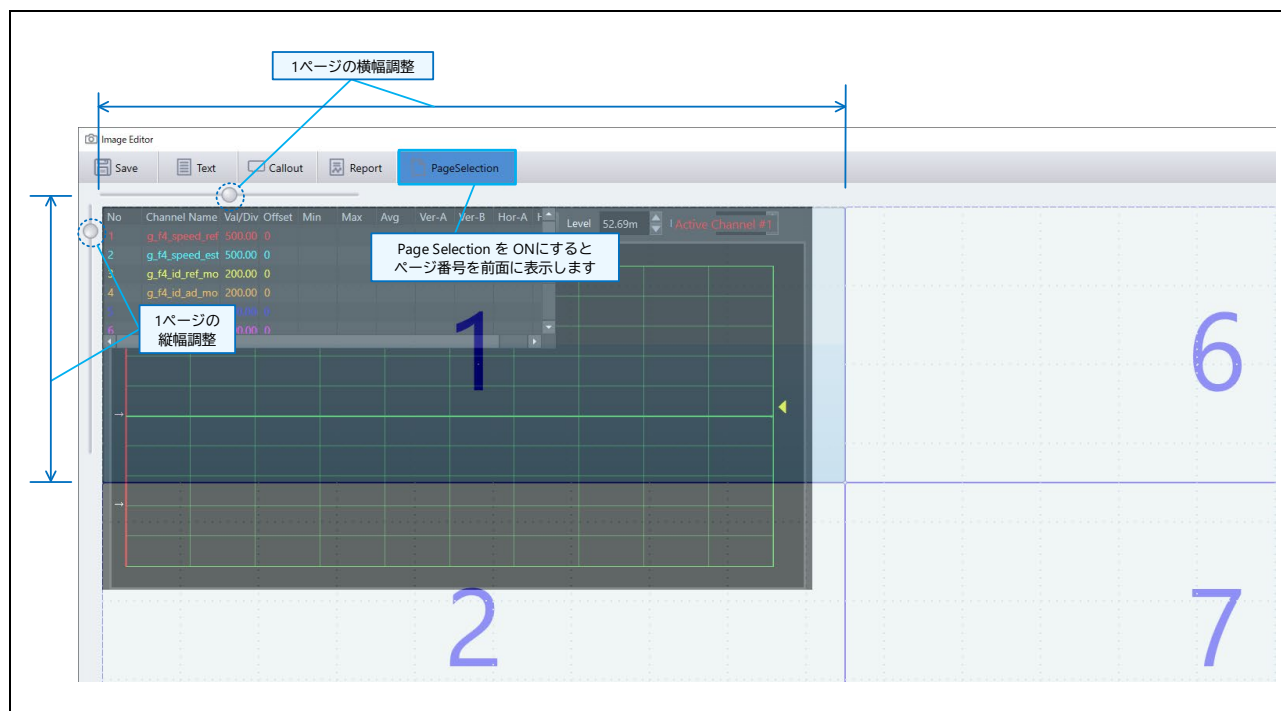 1ページの横幅調整
Image Editor
Save Text Callout Report PageSelection
No Channel Name Val/Div Offset Min Max Avg Ver-A Ver-B Hor-A
Level 52.69m Active Channel #1
1 g_f4_speed_ref 500.00 0
2 g_f4_speed_est 500.00 0
3 g_f4_id_ref_mo 200.00 0
4 g_f4_id_ad_mo 200.00 0
5 0
6 0
Page Selection を ONにすると
ページ番号を前面に表示します
1ページの
縦幅調整
1
6
2
7